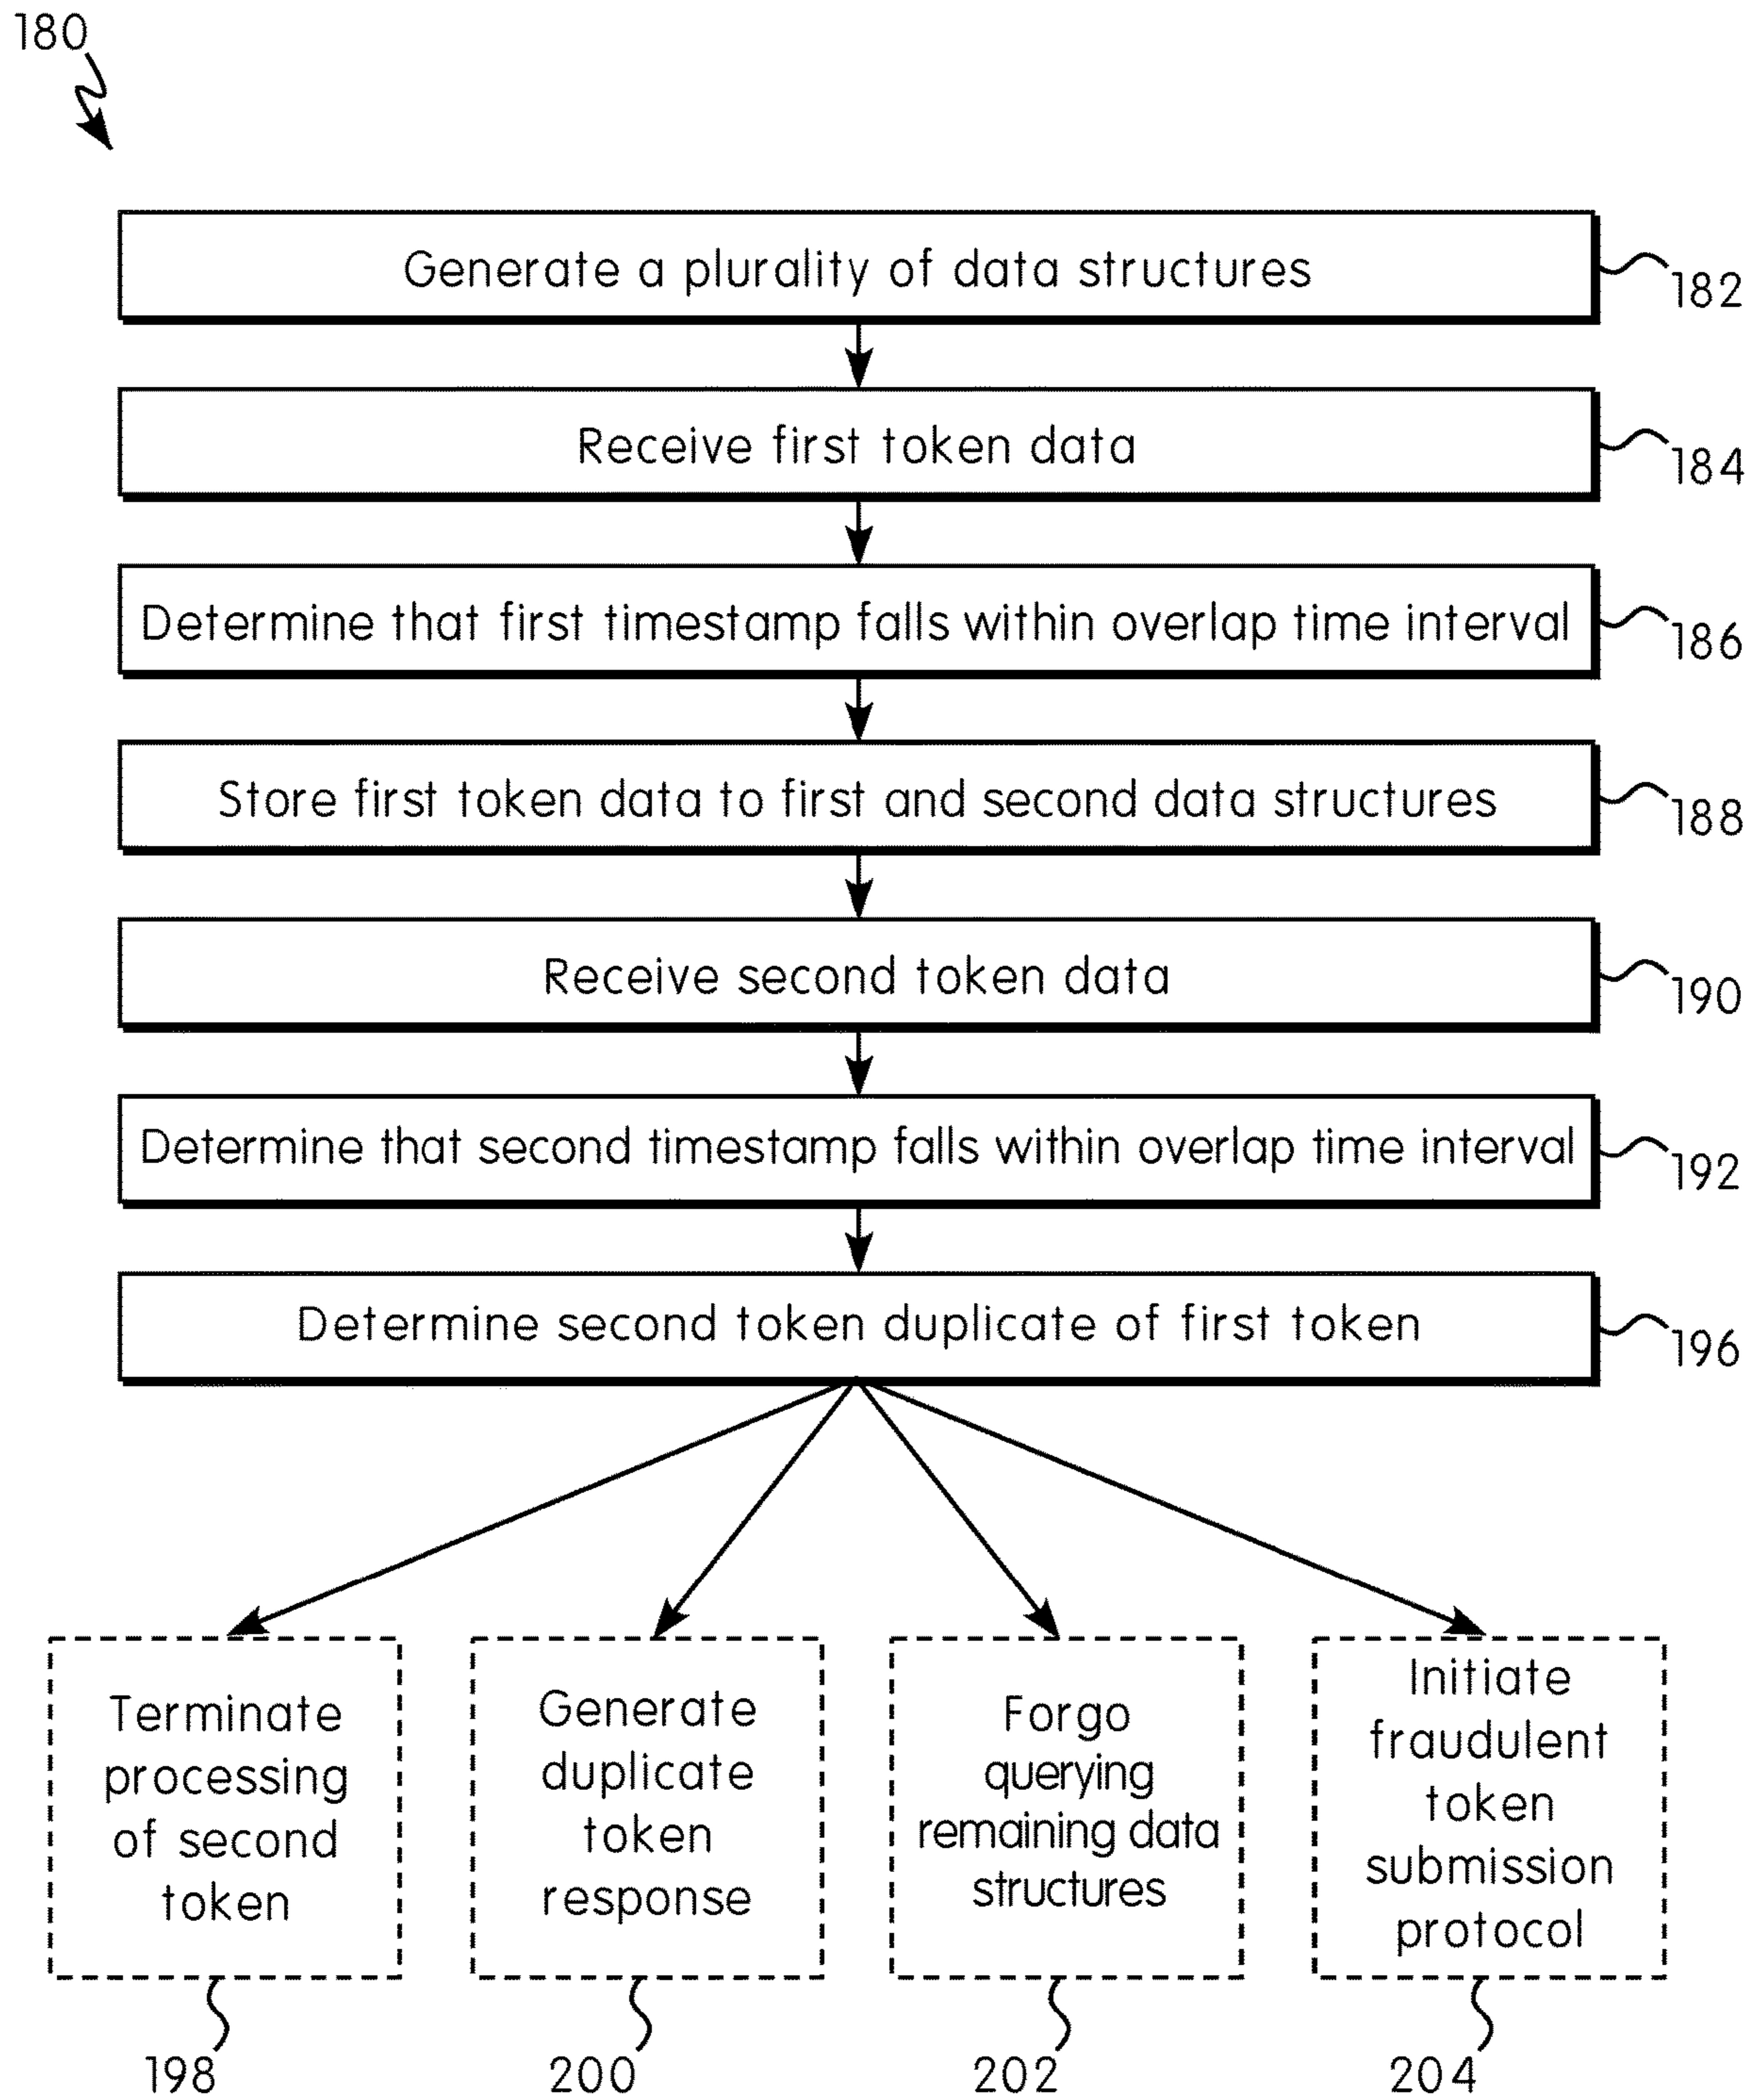 180
Generate a plurality of data structures
182
Receive first token data
184
Determine that first timestamp falls within overlap time interval
186
Store first token data to first and second data structures
188
Receive second token data
190
Determine that second timestamp falls within overlap time interval
192
Determine second token duplicate of first token
196
Terminate
processing
of second
token
198
Generate
duplicate
token
response
200
Forgo
querying
remaining data
structures
202
Initiate
fraudulent
token
submission
protocol
204